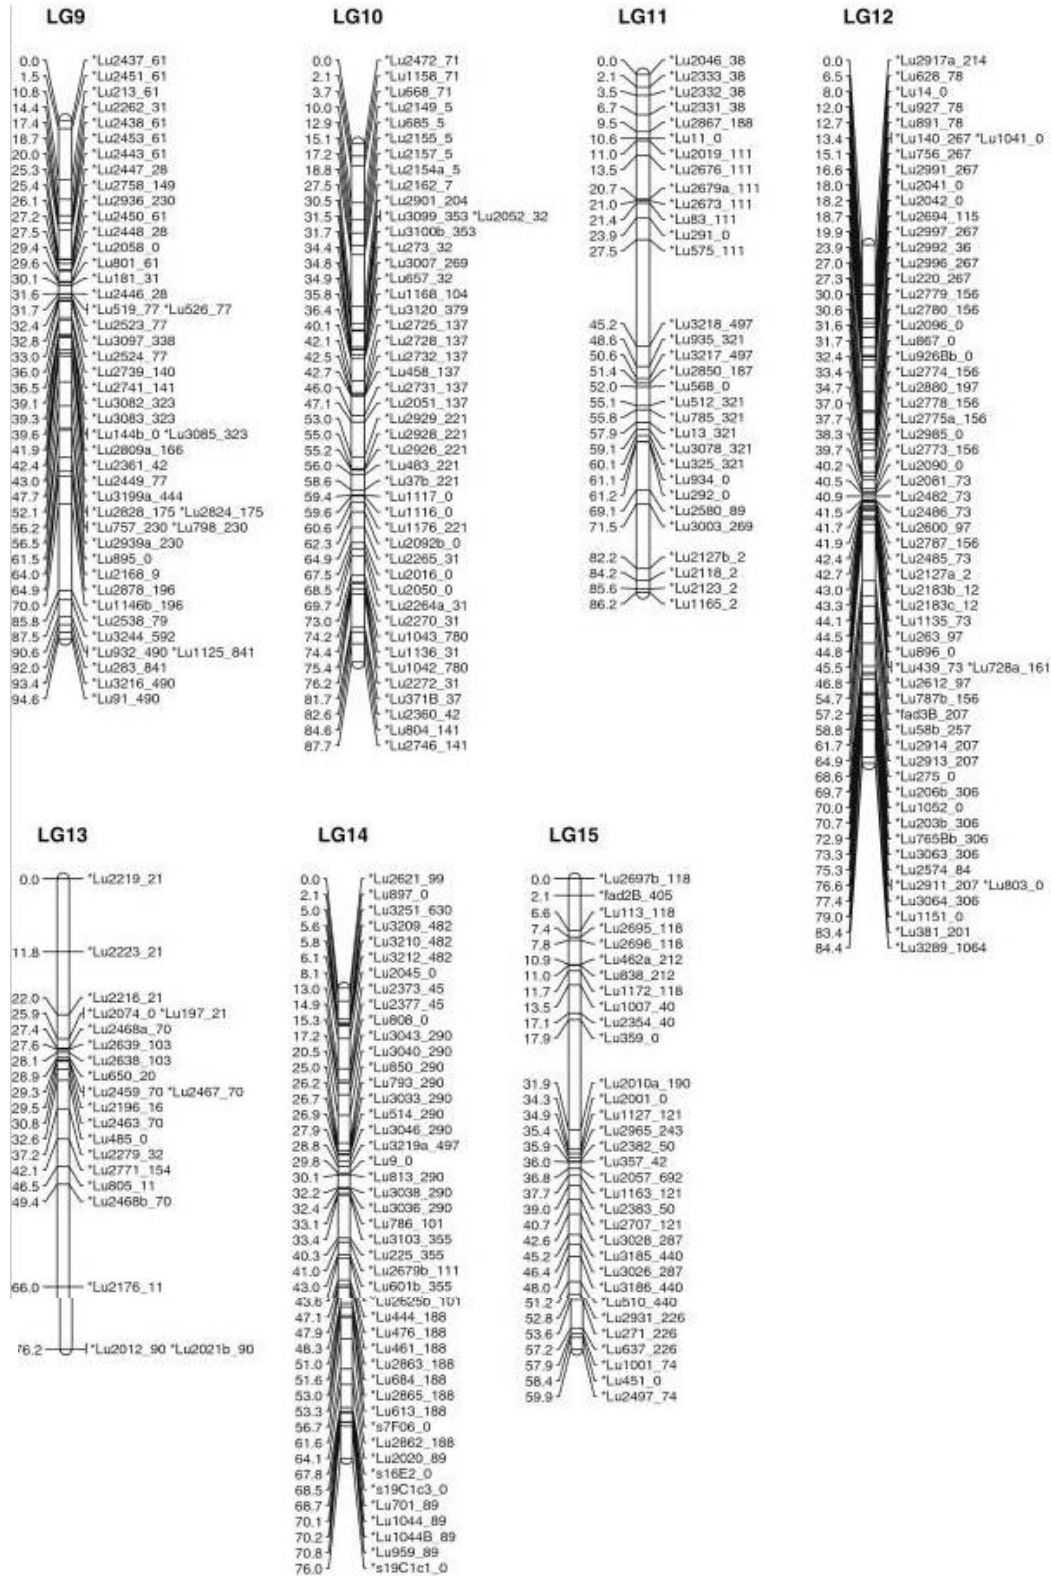 LG9
0.0 *Lu2437_61
1.5 *Lu2451_61
10.8 *Lu213_61
14.4 *Lu2262_31
17.4 *Lu2438_61
18.7 *Lu2453_61
20.0 *Lu2443_61
25.3 *Lu2447_28
25.4 *Lu2758_149
26.1 *Lu2936_230
27.2 *Lu2450_61
27.5 *Lu2448_28
29.4 *Lu2058_0
29.6 *Lu801_61
30.1 *Lu181_31
31.6 *Lu2446_28
31.7 *Lu519_77 *Lu526_77
32.4 *Lu2523_77
32.8 *Lu3097_338
33.0 *Lu2524_77
36.0 *Lu2739_140
36.5 *Lu2741_141
39.1 *Lu3082_323
39.3 *Lu3083_323
39.6 *Lu144b_0 *Lu3085_323
41.9 *Lu2809a_166
42.4 *Lu2361_42
43.0 *Lu2449_77
47.7 *Lu3199a_444
52.1 *Lu2828_175 *Lu2824_175
56.2 *Lu757_230 *Lu798_230
56.5 *Lu2939a_230
61.5 *Lu895_0
64.0 *Lu2168_9
64.9 *Lu2878_196
70.0 *Lu1146b_196
85.8 *Lu2538_79
87.5 *Lu3244_592
90.6 *Lu932_490 *Lu1125_841
92.0 *Lu283_841
93.4 *Lu3216_490
94.6 *Lu91_490
LG10
0.0 *Lu2472_71
2.1 *Lu1158_71
3.7 *Lu668_71
10.0 *Lu2149_5
12.9 *Lu685_5
15.1 *Lu2155_5
17.2 *Lu2157_5
18.8 *Lu2154a_5
27.5 *Lu2162_7
30.5 *Lu2901_204
31.5 *Lu3099_353 *Lu2052_32
31.7 *Lu3100b_353
34.4 *Lu273_32
34.8 *Lu3007_269
34.9 *Lu657_32
35.8 *Lu1168_104
36.4 *Lu3120_379
40.1 *Lu2725_137
42.1 *Lu2728_137
42.5 *Lu2732_137
42.7 *Lu458_137
46.0 *Lu2731_137
47.1 *Lu2051_137
53.0 *Lu2929_221
55.0 *Lu2928_221
55.2 *Lu2926_221
56.0 *Lu483_221
58.6 *Lu37b_221
59.4 *Lu1117_0
59.6 *Lu1116_0
60.6 *Lu1176_221
62.3 *Lu2092b_0
64.9 *Lu2265_31
67.5 *Lu2016_0
68.5 *Lu2050_0
69.7 *Lu2264a_31
73.0 *Lu2270_31
74.2 *Lu1043_780
74.4 *Lu1136_31
75.4 *Lu1042_780
76.2 *Lu2272_31
81.7 *Lu371B_37
82.6 *Lu2360_42
84.6 *Lu804_141
87.7 *Lu2746_141
LG11
0.0 *Lu2046_38
2.1 *Lu2333_38
3.5 *Lu2332_38
6.7 *Lu2331_38
9.5 *Lu2867_188
10.6 *Lu11_0
11.0 *Lu2019_111
13.5 *Lu2676_111
20.7 *Lu2679a_111
21.0 *Lu2673_111
21.4 *Lu83_111
23.9 *Lu291_0
27.5 *Lu575_111
45.2 *Lu3218_497
48.6 *Lu935_321
50.6 *Lu3217_497
51.4 *Lu2850_187
52.0 *Lu568_0
55.1 *Lu512_321
55.8 *Lu785_321
57.9 *Lu13_321
59.1 *Lu3078_321
60.1 *Lu325_321
61.1 *Lu934_0
61.2 *Lu292_0
69.1 *Lu2580_89
71.5 *Lu3003_269
82.2 *Lu2127b_2
84.2 *Lu2118_2
85.6 *Lu2123_2
86.2 *Lu1165_2
LG12
0.0 *Lu2917a_214
6.5 *Lu628_78
8.0 *Lu14_0
12.0 *Lu927_78
12.7 *Lu891_78
13.4 *Lu140_267 *Lu1041_0
15.1 *Lu756_267
16.6 *Lu2991_267
18.0 *Lu2041_0
18.2 *Lu2042_0
18.7 *Lu2694_115
19.9 *Lu2997_267
23.9 *Lu2992_36
27.0 *Lu2996_267
27.3 *Lu220_267
30.0 *Lu2779_156
30.6 *Lu2780_156
31.6 *Lu2096_0
31.7 *Lu867_0
32.4 *Lu926Bb_0
33.4 *Lu2774_156
34.7 *Lu2880_197
37.0 *Lu2778_156
37.7 *Lu2775a_156
38.3 *Lu2985_0
39.7 *Lu2773_156
40.2 *Lu2090_0
40.5 *Lu2081_73
40.9 *Lu2482_73
41.5 *Lu2486_73
41.7 *Lu2600_97
41.9 *Lu2787_156
42.4 *Lu2485_73
42.7 *Lu2127a_2
43.0 *Lu2183b_12
43.3 *Lu2183c_12
44.1 *Lu1135_73
44.5 *Lu263_97
44.8 *Lu896_0
45.5 *Lu439_73 *Lu728a_161
46.8 *Lu2612_97
54.7 *Lu787b_156
57.2 *fad3B_207
58.8 *Lu58b_257
61.7 *Lu2914_207
64.9 *Lu2913_207
68.6 *Lu275_0
69.7 *Lu206b_306
70.0 *Lu1052_0
70.7 *Lu203b_306
72.9 *Lu765Bb_306
73.3 *Lu3063_306
75.3 *Lu2574_84
76.6 *Lu2911_207 *Lu803_0
77.4 *Lu3064_306
79.0 *Lu1151_0
83.4 *Lu381_201
84.4 *Lu3289_1064
LG13
0.0 *Lu2219_21
11.8 *Lu2223_21
22.0 *Lu2216_21
25.9 *Lu2074_0 *Lu197_21
27.4 *Lu2468a_70
27.6 *Lu2639_103
28.1 *Lu2638_103
28.9 *Lu650_20
29.3 *Lu2459_70 *Lu2467_70
29.5 *Lu2196_16
30.8 *Lu2463_70
32.6 *Lu485_0
37.2 *Lu2279_32
42.1 *Lu2771_154
46.5 *Lu805_11
49.4 *Lu2468b_70
66.0 *Lu2176_11
76.2 *Lu2012_90 *Lu2021b_90
LG14
0.0 *Lu2621_99
2.1 *Lu897_0
5.0 *Lu3251_630
5.6 *Lu3209_482
5.8 *Lu3210_482
6.1 *Lu3212_482
8.1 *Lu2045_0
13.0 *Lu2373_45
14.9 *Lu2377_45
15.3 *Lu808_0
17.2 *Lu3043_290
20.5 *Lu3040_290
25.0 *Lu850_290
26.2 *Lu793_290
26.7 *Lu3033_290
26.9 *Lu514_290
27.9 *Lu3046_290
28.8 *Lu3219a_497
29.8 *Lu9_0
30.1 *Lu813_290
32.2 *Lu3038_290
32.4 *Lu3036_290
33.1 *Lu786_101
33.4 *Lu3103_355
40.3 *Lu225_355
41.0 *Lu2679b_111
43.0 *Lu601b_355
43.6 *Lu2625b_101
47.1 *Lu444_188
47.9 *Lu476_188
48.3 *Lu461_188
51.0 *Lu2863_188
51.6 *Lu684_188
53.0 *Lu2865_188
53.3 *Lu613_188
56.7 *s7F06_0
61.6 *Lu2862_188
64.1 *Lu2020_89
67.8 *s16E2_0
68.5 *s19C1c3_0
68.7 *Lu701_89
70.1 *Lu1044_89
70.2 *Lu1044B_89
70.8 *Lu959_89
76.0 *s19C1c1_0
LG15
0.0 *Lu2697b_118
2.1 *fad2B_405
6.6 *Lu113_118
7.4 *Lu2695_118
7.8 *Lu2696_118
10.9 *Lu462a_212
11.0 *Lu838_212
11.7 *Lu1172_118
13.5 *Lu1007_40
17.1 *Lu2354_40
17.9 *Lu359_0
31.9 *Lu2010a_190
34.3 *Lu2001_0
34.9 *Lu1127_121
35.4 *Lu2965_243
35.9 *Lu2382_50
36.0 *Lu357_42
36.8 *Lu2057_692
37.7 *Lu1163_121
39.0 *Lu2383_50
40.7 *Lu2707_121
42.6 *Lu3028_287
45.2 *Lu3185_440
46.4 *Lu3026_287
48.0 *Lu3186_440
51.2 *Lu510_440
52.8 *Lu2931_226
53.6 *Lu271_226
57.2 *Lu637_226
57.9 *Lu1001_74
58.4 *Lu451_0
59.9 *Lu2497_74